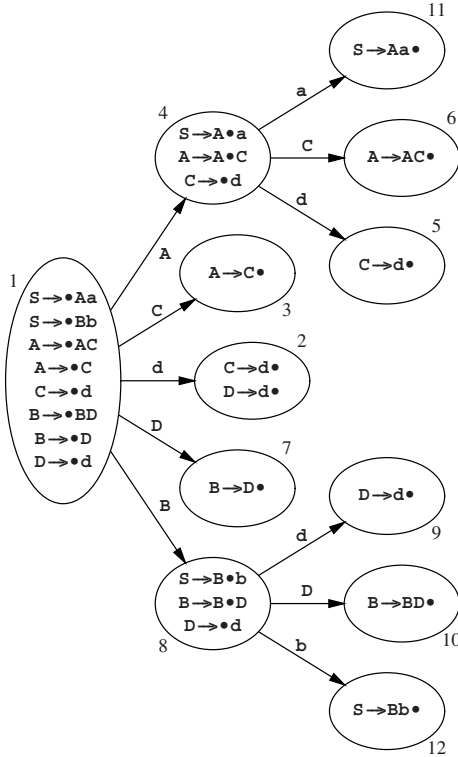 11
S→Aa•
a
4
S→A•a
A→A•C
C→•d
C
6
A→AC•
d
C→d•
5
A
1
S→•Aa
S→•Bb
A→•AC
A→•C
C→•d
B→•BD
B→•D
D→•d
C
A→C•
3
d
2
C→d•
D→d•
D
7
B→D•
B
S→B•b
B→B•D
D→•d
8
d
D→d•
9
D
B→BD•
10
b
S→Bb•
12